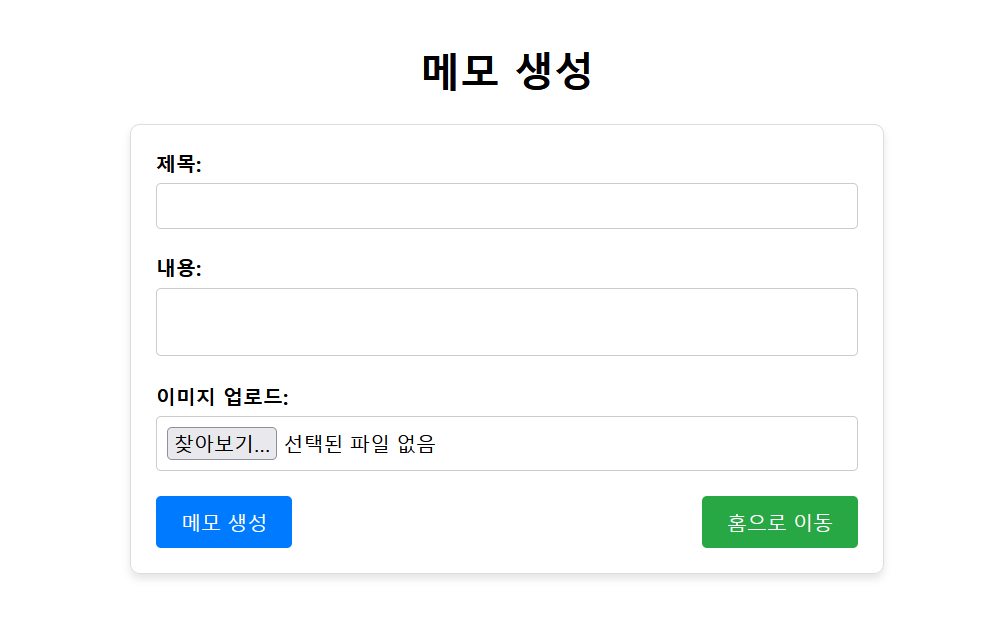 메모 생성
제목:
내용:
이미지 업로드:
찾아보기... 선택된 파일 없음
메모 생성 홈으로 이동